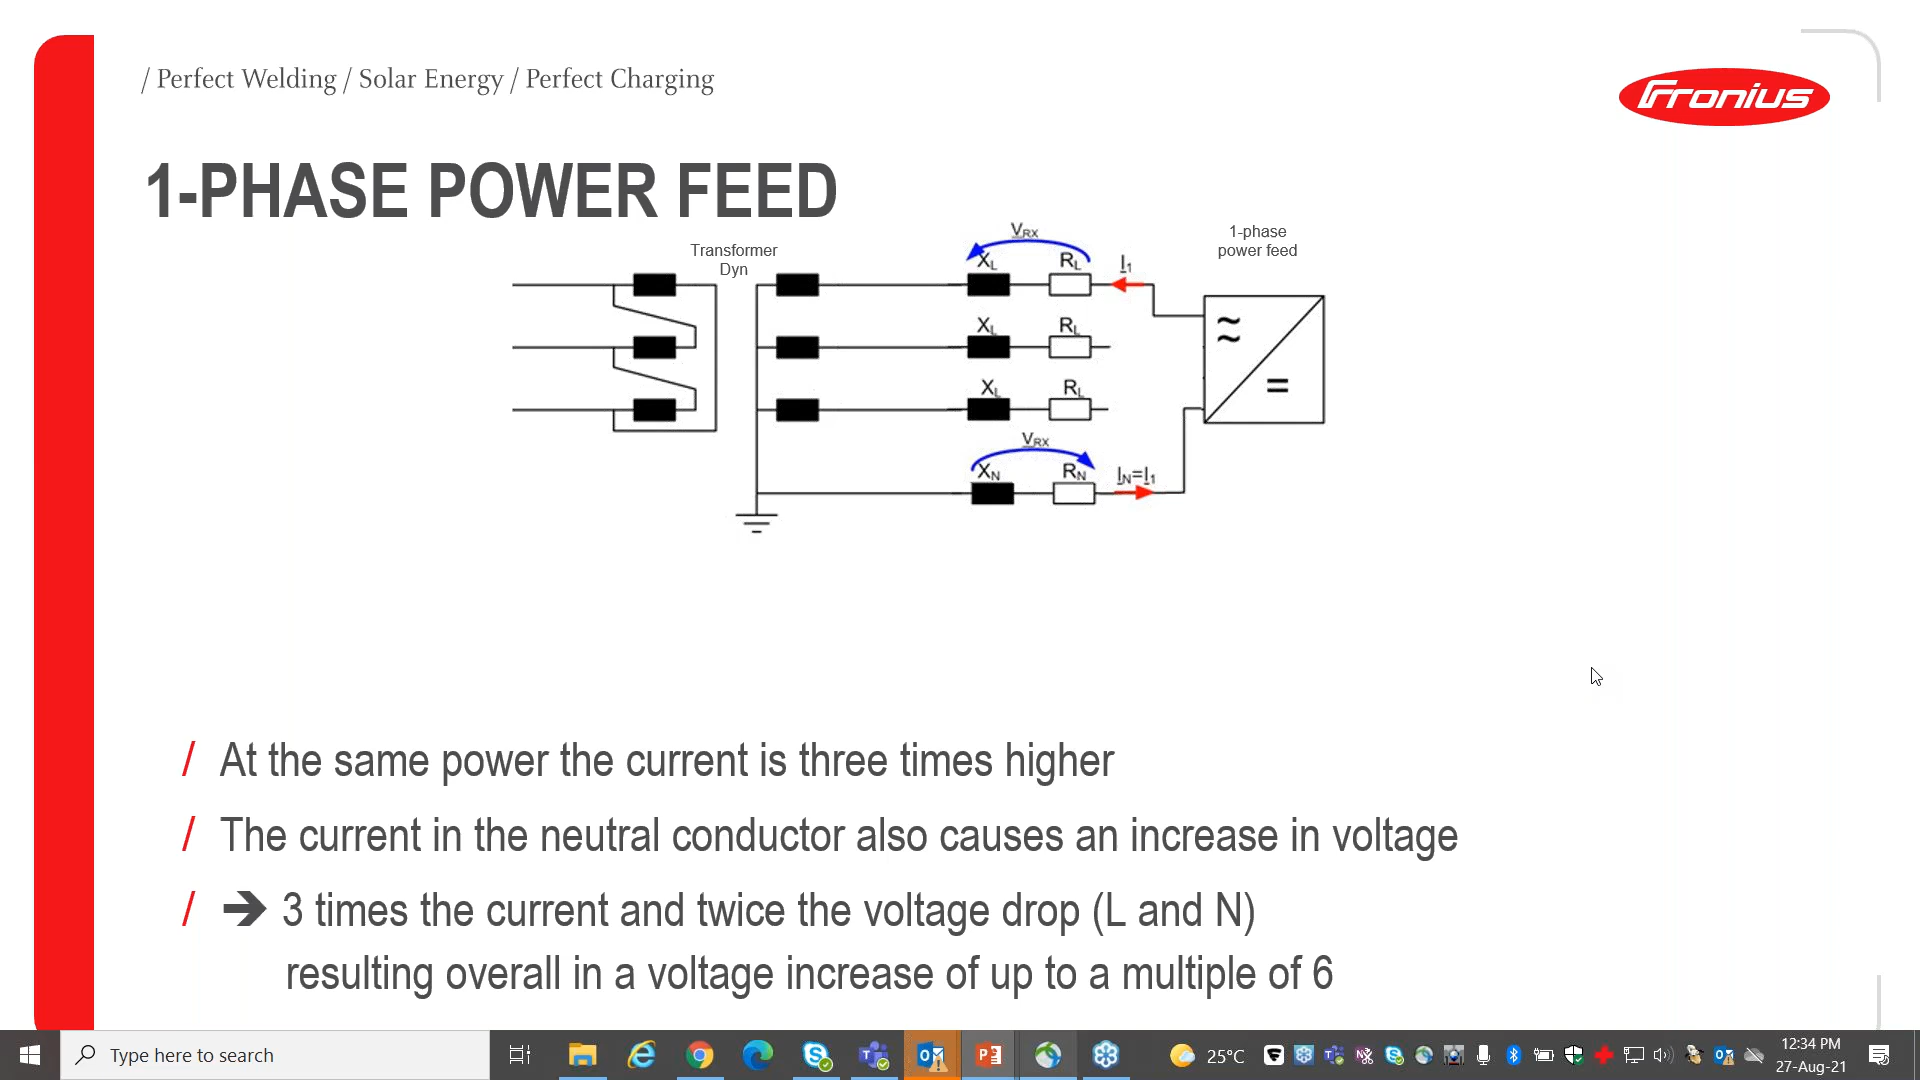 / Perfect Welding / Solar Energy / Perfect Charging
Fronius
1-PHASE POWER FEED
Transformer
Dyn
1-phase
power feed
VRX
XL RL I1
XL RL
XL RL
VRX
XN RN IN=I1
≈
=
/ At the same power the current is three times higher
/ The current in the neutral conductor also causes an increase in voltage
/ ➔ 3 times the current and twice the voltage drop (L and N)
resulting overall in a voltage increase of up to a multiple of 6
Type here to search
25°C
12:34 PM
27-Aug-21